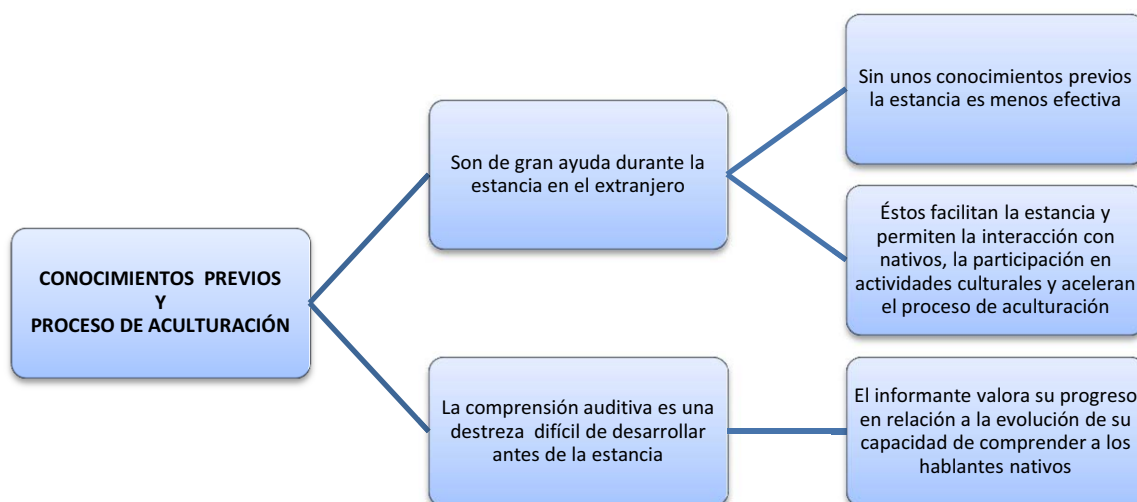 CONOCIMIENTOS PREVIOS
Y
PROCESO DE ACULTURACIÓN
Son de gran ayuda durante la
estancia en el extranjero
Sin unos conocimientos previos
la estancia es menos efectiva
Éstos facilitan la estancia y
permiten la interacción con
nativos, la participación en
actividades culturales y aceleran
el proceso de aculturación
La comprensión auditiva es una
destreza difícil de desarrollar
antes de la estancia
El informante valora su progreso
en relación a la evolución de su
capacidad de comprender a los
hablantes nativos